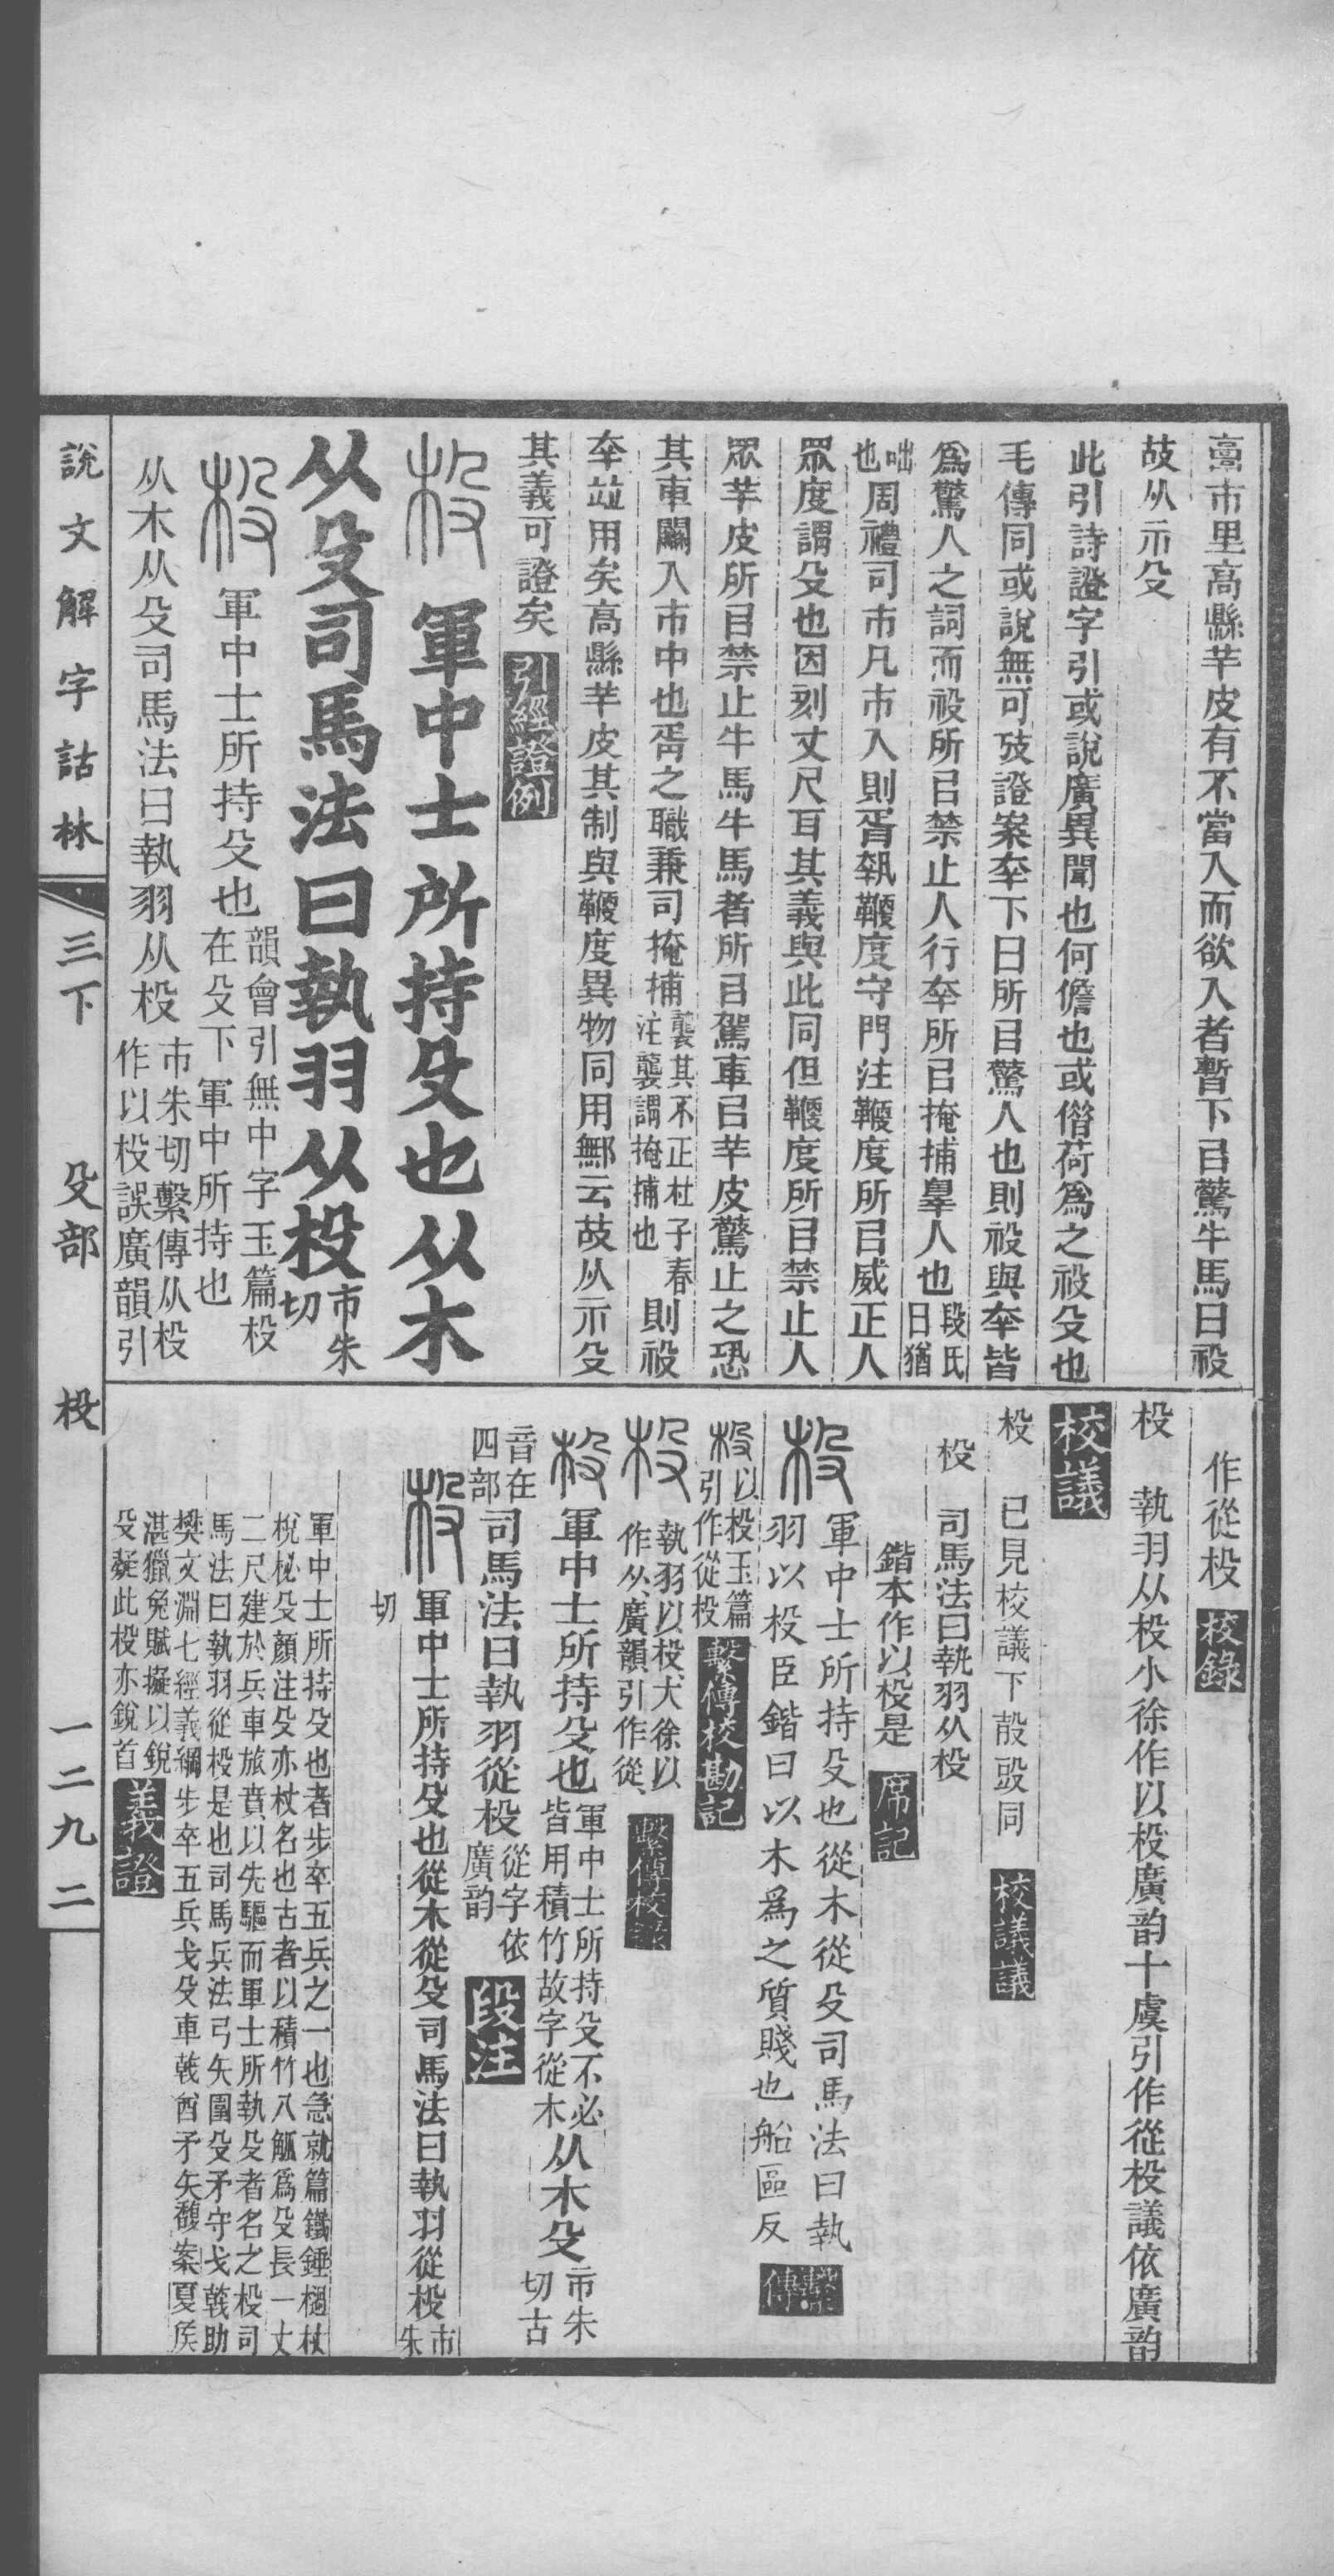 𩫖市里高縣羊皮有不當入而欲入者暫下㠯驚牛馬曰祋
故从示殳
此引詩證字引或說廣異聞也何儋也或借荷爲之祋殳也
毛傳同或說無可攷證案㚔下曰所㠯驚人也則祋與㚔皆
爲驚人之詞而祋所㠯禁止人行㚔所㠯掩捕辠人也段氏曰猶
咄也周禮司市凡市入則胥執鞭度守門注鞭度所㠯威正人
眾度謂殳也因刻丈尺耳其義與此同但鞭度所㠯禁止人
眾羊皮所㠯禁止牛馬牛馬者所㠯駕車㠯羊皮驚止之恐
其車闌入市中也胥之職兼司掩捕襲其不正杜子春注襲謂掩捕也則祋
㚔竝用矣高縣羊皮其制與鞭度異物同用鄦云故从示殳
其義可證矣引經證例
杸 軍中士所持殳也从木
从殳司馬法曰執羽从杸市朱切
杸 軍中士所持殳也韻會引無中字玉篇杸在殳下軍中所持也
从木从殳司馬法曰執羽从杸市朱切繫傳从杸作以杸誤廣韻引
作從杸校錄
杸 執羽从杸小徐作以杸廣韵十虞引作從杸議依廣韵
校議
杸 已見校議下毃毁同校議議
杸 司馬法曰執羽从杸
鍇本作以杸是席記
杸 軍中士所持殳也從木從殳司馬法曰執
羽以杸臣鍇曰以木爲之質賤也船區反繫傳
杸以杸玉篇引作從杸繫傳校勘記
杸 執羽以杸大徐以作从廣韻引作從繫傳校錄
杸 軍中士所持殳也軍中士所持殳不必皆用積竹故字從木从木殳市朱切古
音在四部司馬法曰執羽從杸從字依廣韵段注
杸 軍中士所持殳也從木從殳司馬法曰執羽從杸市朱
切
軍中士所持殳也者步卒五兵之一也急就篇鐵錘檛杖
棁柲殳顏注殳亦杖名也古者以積竹八觚爲殳長一丈
二尺建於兵車旅賁以先驅而軍士所執殳者名之杸司
馬法曰執羽從杸是也司馬兵法弓矢圍殳矛守戈戟助
樊文淵七經義綱步卒五兵戈殳車戟酋矛矢馥案夏矦
湛獵兔賦擬以銳殳疑此杸亦銳首義證
說文解字詁林
三下 殳部 杸 一二九二